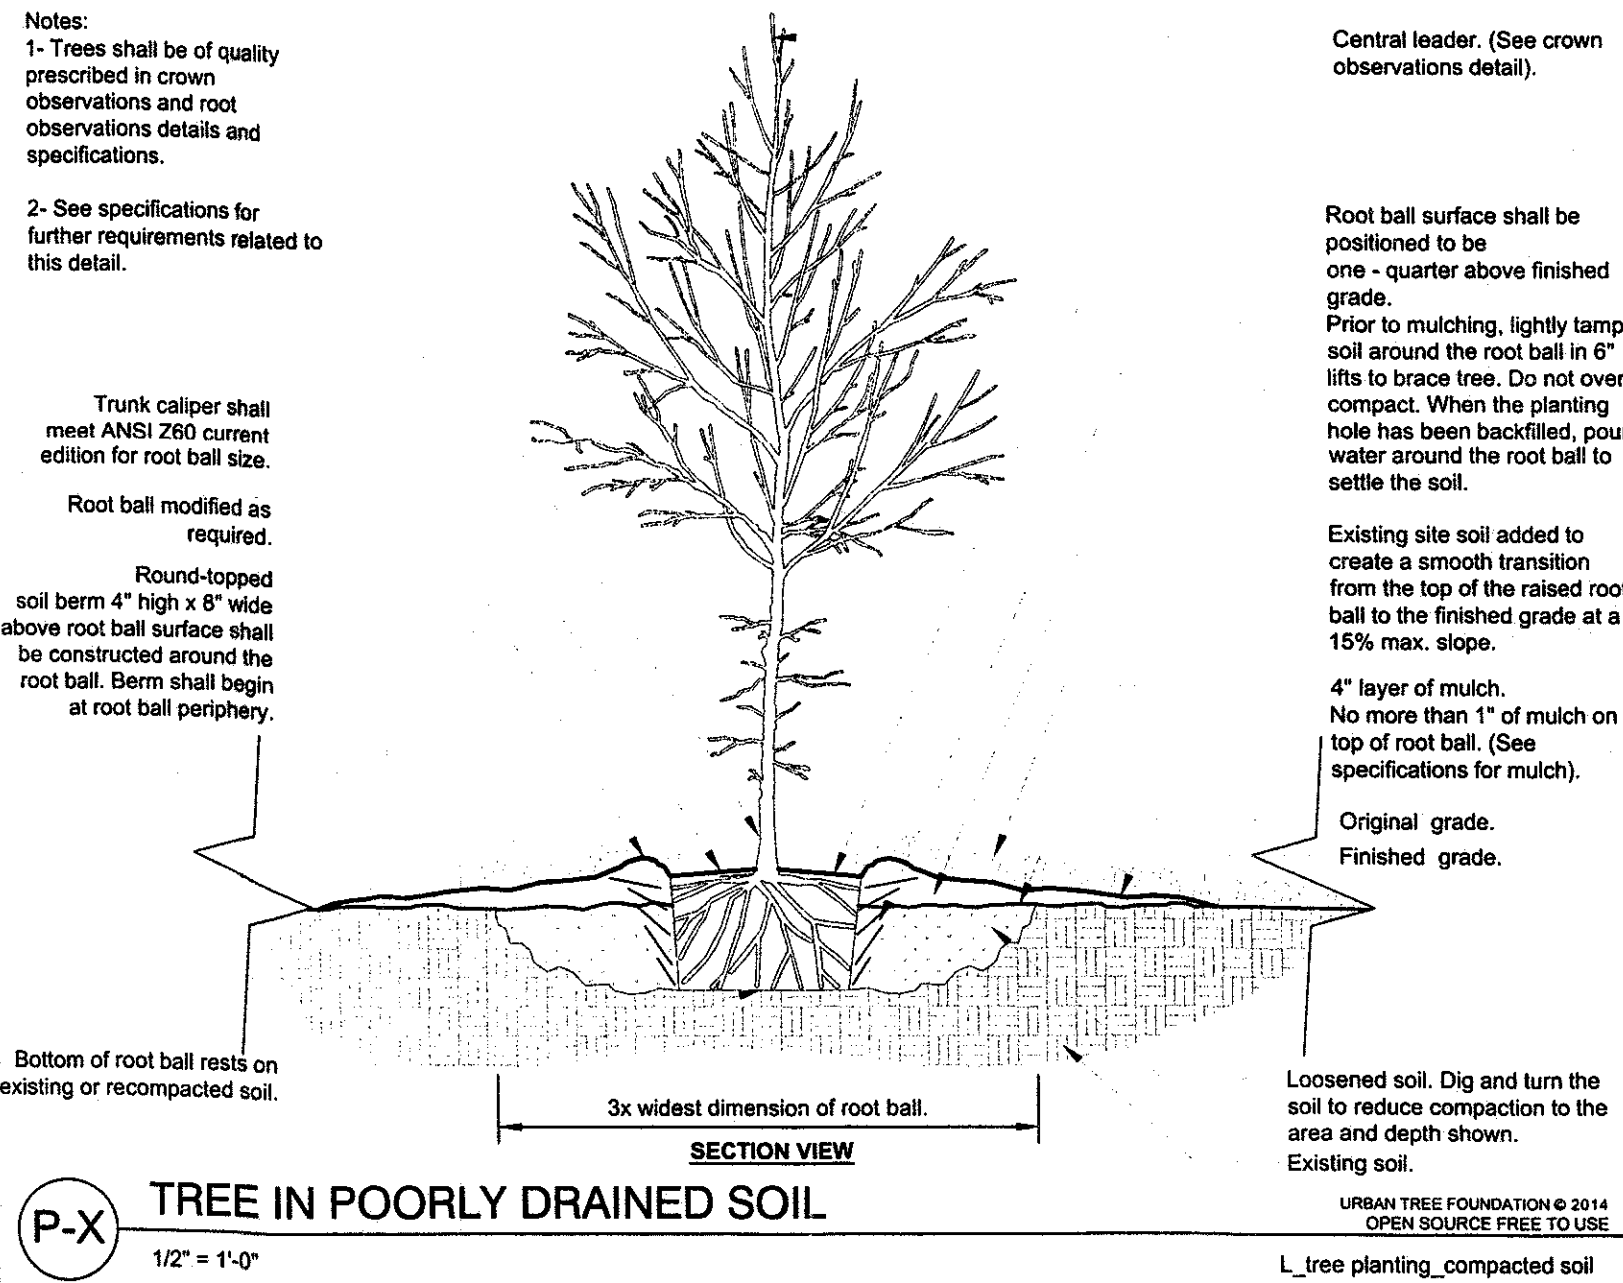 Notes:
1- Trees shall be of quality
prescribed in crown
observations and root
observations details and
specifications.
2- See specifications for
further requirements related to
this detail.
Trunk caliper shall
meet ANSI Z60 current
edition for root ball size.
Root ball modified as
required.
Round-topped
soil berm 4" high x 8" wide
above root ball surface shall
be constructed around the
root ball. Berm shall begin
at root ball periphery.
Bottom of root ball rests on
existing or recompacted soil.
Central leader. (See crown
observations detail).
Root ball surface shall be
positioned to be
one - quarter above finished
grade.
Prior to mulching, lightly tamp
soil around the root ball in 6"
lifts to brace tree. Do not over
compact. When the planting
hole has been backfilled, pour
water around the root ball to
settle the soil.
Existing site soil added to
create a smooth transition
from the top of the raised root
ball to the finished grade at a
15% max. slope.
4" layer of mulch.
No more than 1" of mulch on
top of root ball. (See
specifications for mulch).
Original grade.
Finished grade.
Loosened soil. Dig and turn the
soil to reduce compaction to the
area and depth shown.
Existing soil.
3x widest dimension of root ball.
SECTION VIEW
P-X
TREE IN POORLY DRAINED SOIL
1/2" = 1'-0"
URBAN TREE FOUNDATION © 2014
OPEN SOURCE FREE TO USE
L_tree planting_compacted soil